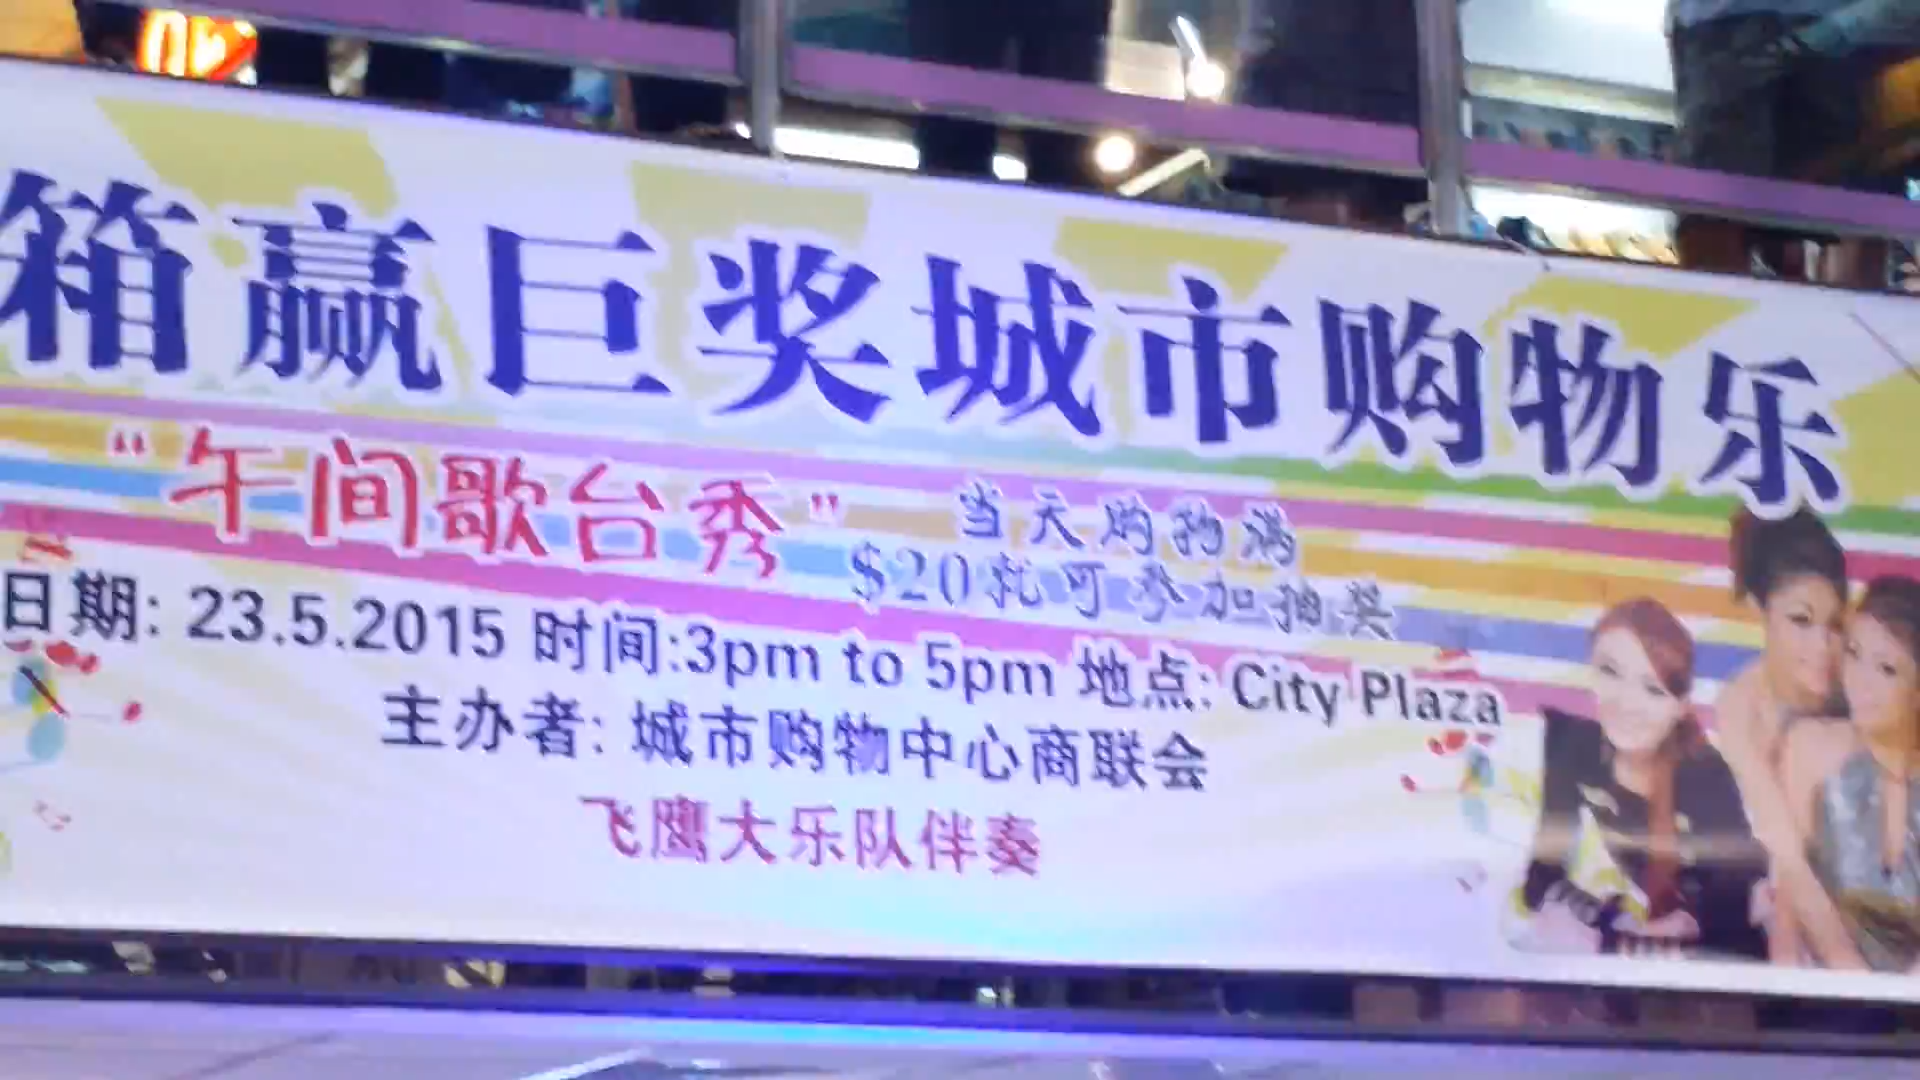 箱赢巨奖城市购物乐
"午间歌台秀"
当天购物满
$20就可参加抽奖
日期: 23.5.2015 时间:3pm to 5pm 地点: City Plaza
主办者: 城市购物中心商联会
飞鹰大乐队伴奏